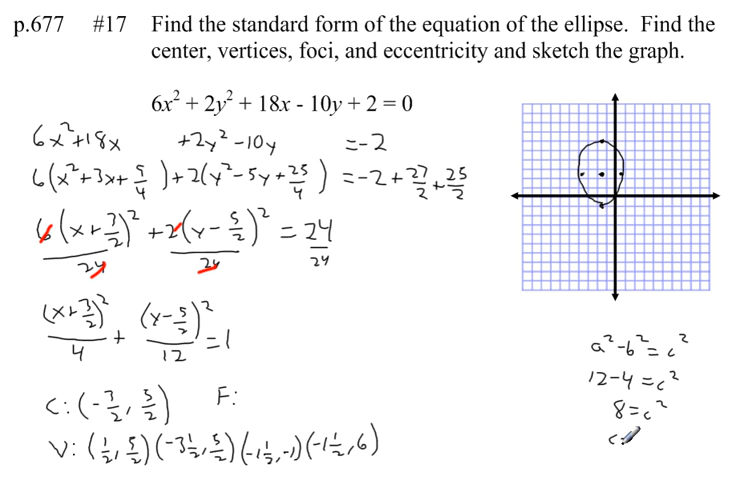 p.677 #17 Find the standard form of the equation of the ellipse. Find the
center, vertices, foci, and eccentricity and sketch the graph.
6x² + 2y² + 18x - 10y + 2 = 0
6x²+18x +2y²-10y =-2
6(x²+3x+9/4)+2(y²-5y+25/4)=-2+27/2+25/2
6(x+3/2)²/24+2(y-5/2)²/24=24/24
(x+3/2)²/4+(y-5/2)²/12=1
C:(-3/2, 5/2) F:
V:(1/2, 5/2)(-3 1/2, 5/2)(-1 1/2, -1)(-1 1/2, 6)
a²-b²=c²
12-4=c²
8=c²
c=